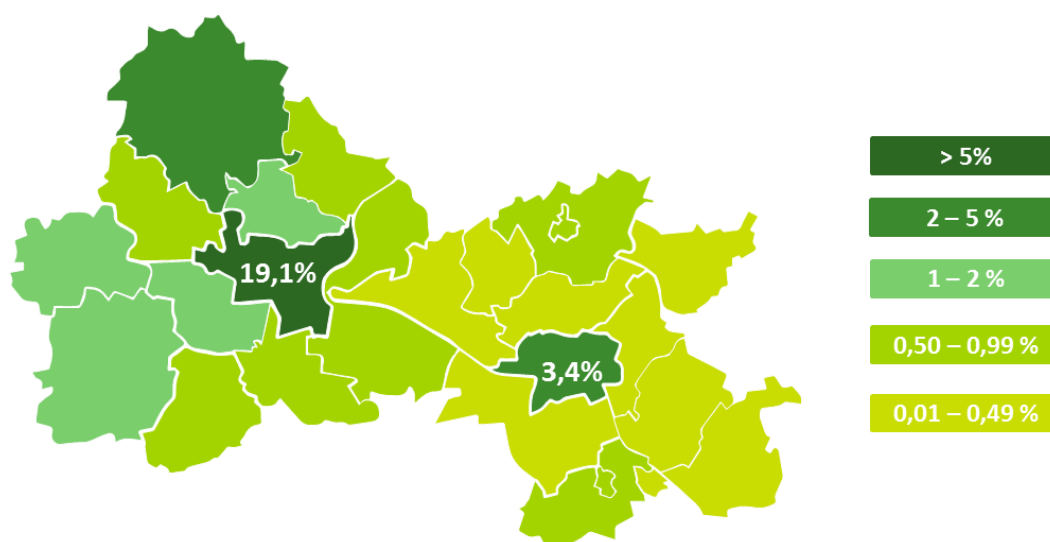 19,1%
3,4%
> 5%
2 – 5 %
1 – 2 %
0,50 – 0,99 %
0,01 – 0,49 %